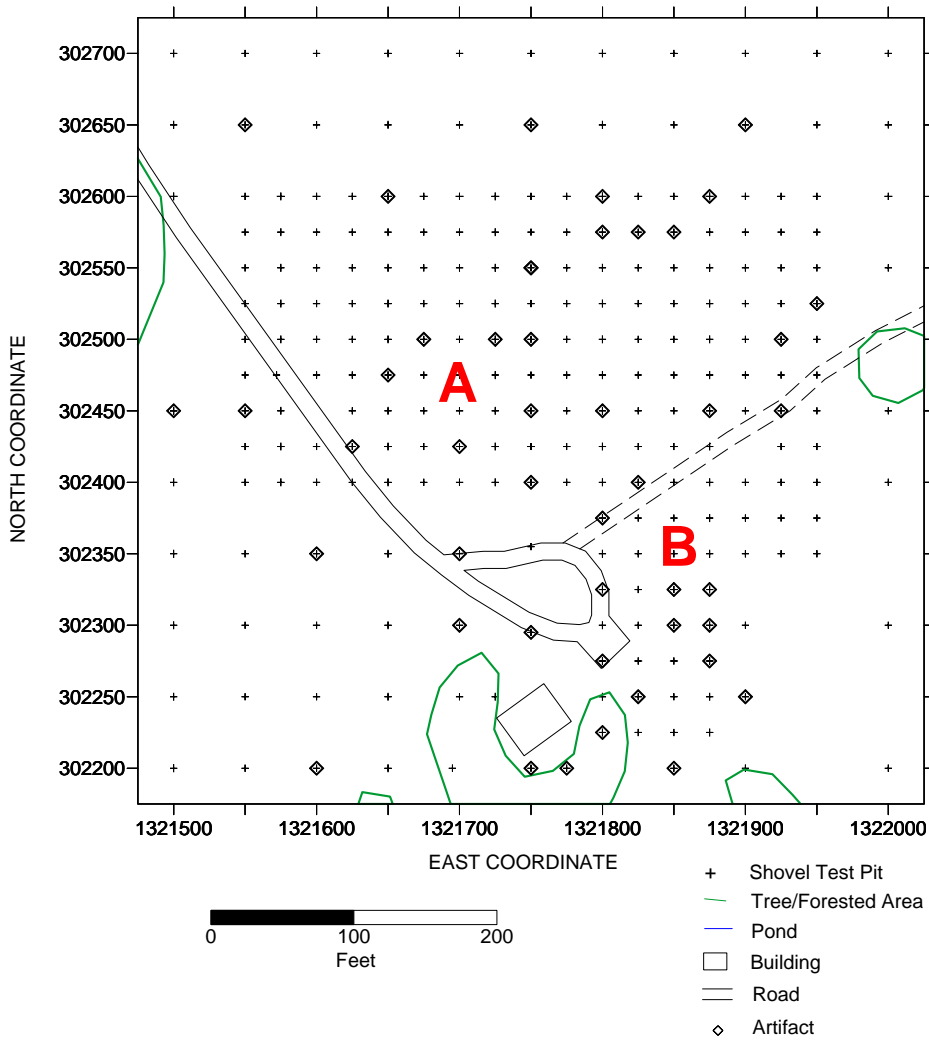 302700
302650
302600
302550
302500
302450
302400
302350
302300
302250
302200
NORTH COORDINATE
A
B
1321500 1321600 1321700 1321800 1321900 1322000
EAST COORDINATE
0 100 200
Feet
Shovel Test Pit
Tree/Forested Area
Pond
Building
Road
Artifact